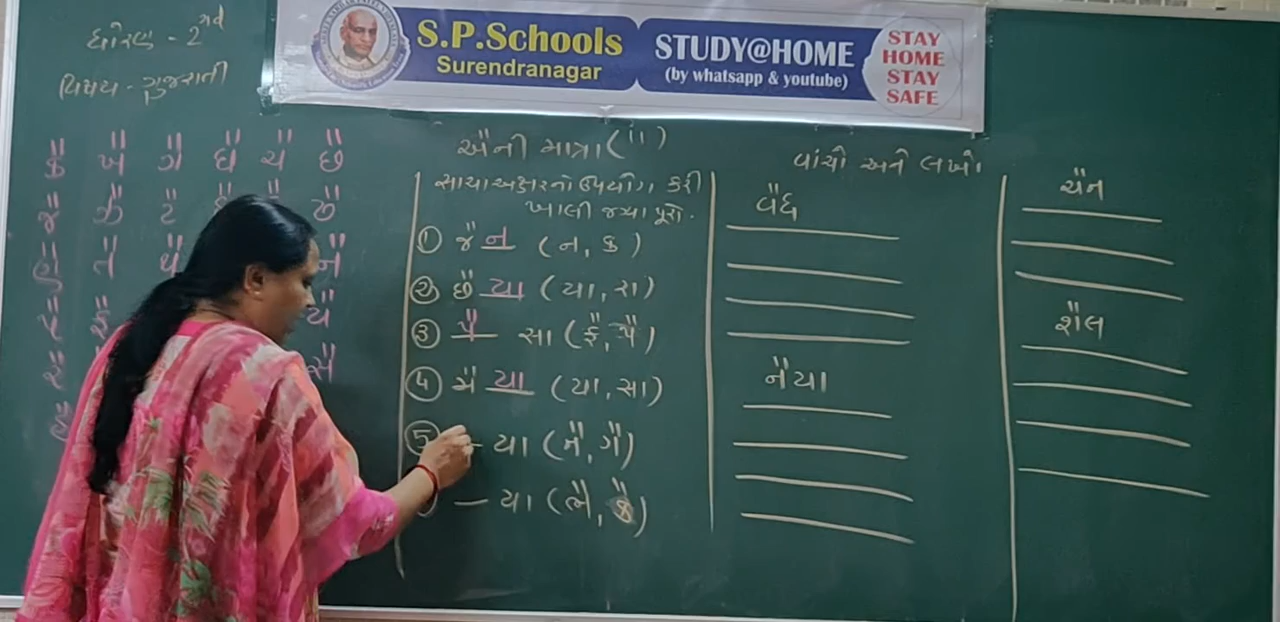 S.P.Schools
Surendranagar
STUDY@HOME
(by whatsapp & youtube)
STAY
HOME
STAY
SAFE
ધોરણ - 2
વિષય - ગુજરાતી
કૈ ખૈ ગૈ ઘૈ ચૈ છૈ
ઝૈ ટૈ
તૈ થૈ નૈ
યૈ
સૈ
ઐની માત્રા (ૈ)
સાચા અક્ષરનો ઉપયોગ કરી
ખાલી જગ્યા પૂરો.
① જૈ ન (ન, ક)
② છૈ યા (યા, રા)
③ પૈ સા (ફૈ, પૈ)
④ મૈ યા (યા, સા)
⑤ – યા (નૈ, ગૈ)
– યા (ભૈ, કૈ)
વાંચો અને લખો
વૈદ્ય
નૈયા
ચૈન
શૈલ